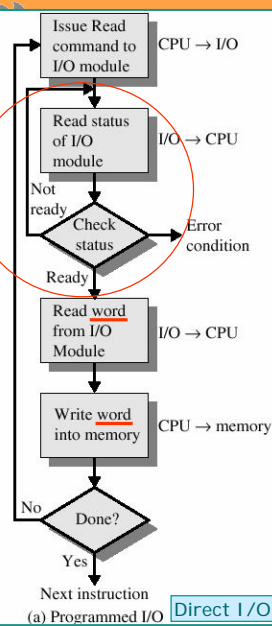 Issue Read
command to
I/O module
CPU → I/O
Read status
of I/O
module
I/O → CPU
Not
ready
Check
status
Error
condition
Ready
Read word
from I/O
Module
I/O → CPU
Write word
into memory
CPU → memory
No
Done?
Yes
Next instruction
(a) Programmed I/O
Direct I/O